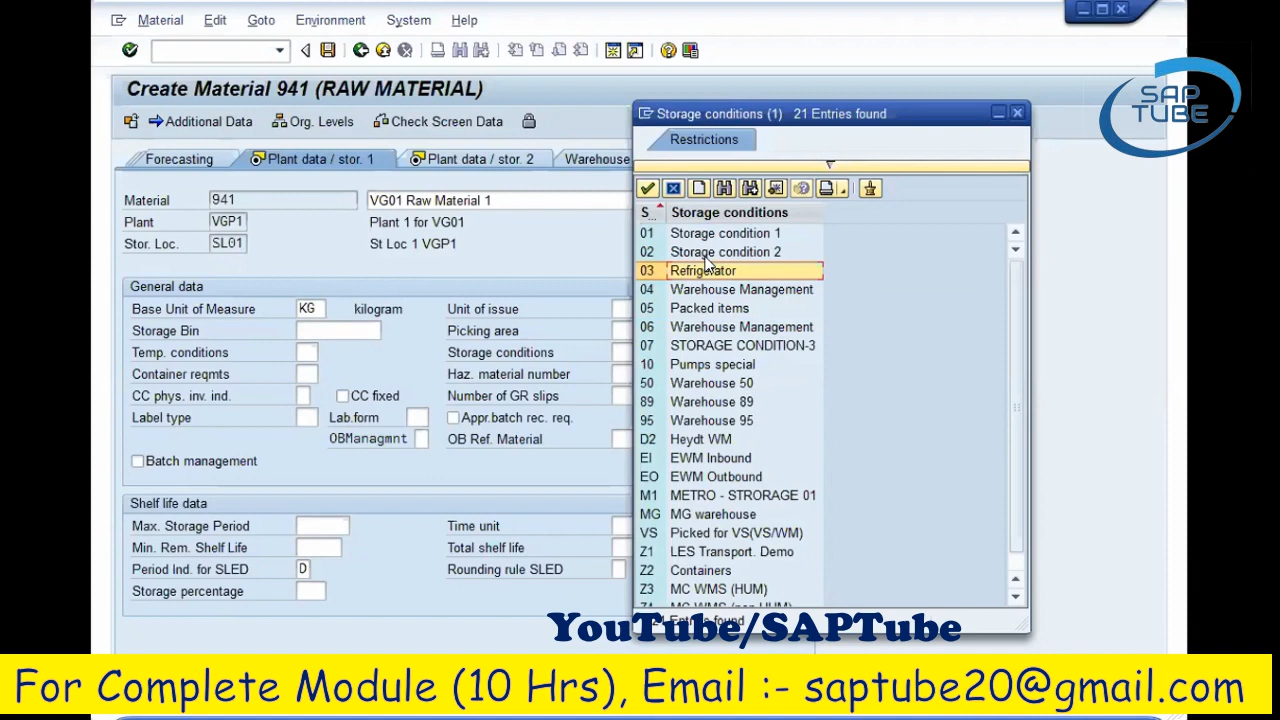 Material Edit Goto Environment System Help
Create Material 941 (RAW MATERIAL)
Additional Data Org. Levels Check Scre
Forecasting Plant data / stor. 1 Plant data / stor. 2 Warehouse
Material 941 VG01 Raw Material 1
Plant VGP1 Plant 1 for VG01
Stor. Loc. SL01 St Loc 1 VGP1
General data
Base Unit of Measure KG kilogram Unit of issue
Storage Bin Picking area
Temp. conditions Storage conditions
Container reqmts Haz. material number
CC phys. inv. ind. CC fixed Number of GR slips
Label type Lab.form Appr.batch rec. req.
OBManagmnt OB Ref. Material
Batch management
Shelf life data
Max. Storage Period Time unit
Min. Rem. Shelf Life Total shelf life
Period Ind. for SLED D Rounding rule SLED
Storage percentage
Storage conditions (1) 21 Entries found
Restrictions
S... Storage conditions
01 Storage condition 1
02 Storage condition 2
03 Refrigerator
04 Warehouse Management
05 Packed items
06 Warehouse Management
07 STORAGE CONDITION-3
10 Pumps special
50 Warehouse 50
89 Warehouse 89
95 Warehouse 95
D2 Heydt WM
EI EWM Inbound
EO EWM Outbound
M1 METRO - STRORAGE 01
MG MG warehouse
VS Picked for VS(VS/WM)
Z1 LES Transport. Demo
Z2 Containers
Z3 MC WMS (HUM)
Z4 MC WMS (non HUM)
Entries found
SAP
TUBE
YouTube/SAPTube
For Complete Module (10 Hrs), Email :- saptube20@gmail.com